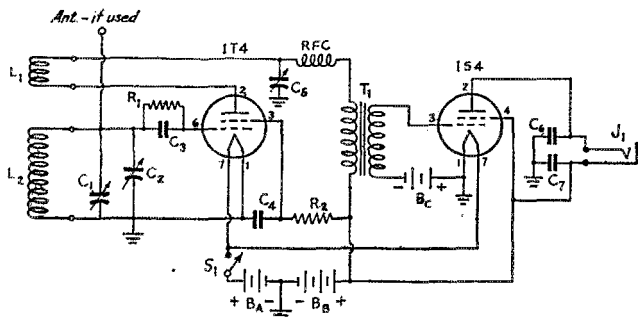 Ant.-if used
1T4
RFC
T1
1S4
L1
C5
R1
2
2
6
3
3
4
C3
C6
J1
7
1
1
7
C7
L2
C1
C2
C4
R2
- +
BC
S1
+ BA -
- BB +